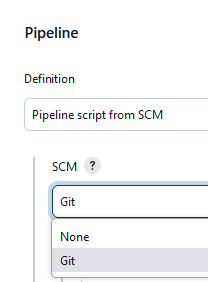 Pipeline
Definition
Pipeline script from SCM
SCM ?
Git
None
Git